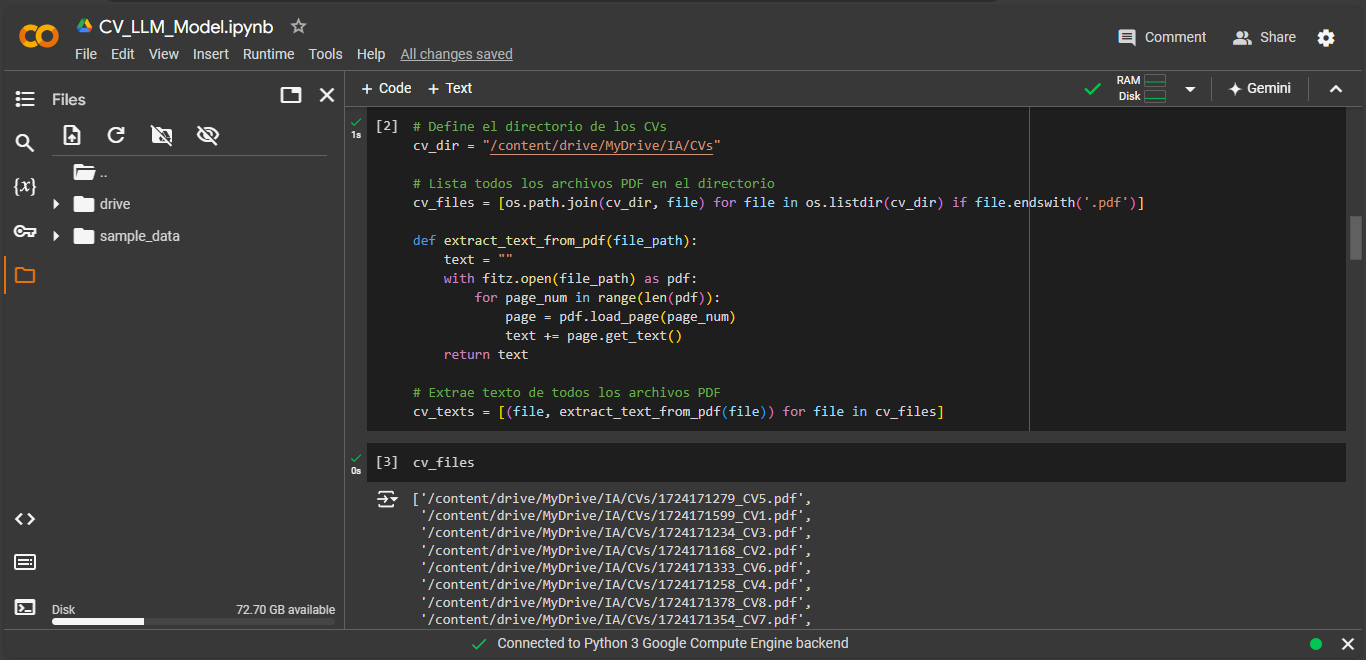 CO CV_LLM_Model.ipynb
File Edit View Insert Runtime Tools Help All changes saved
Comment Share
Files
+ Code + Text
RAM
Disk
Gemini
..
drive
sample_data
Disk 72.70 GB available
1s
[2] # Define el directorio de los CVs
cv_dir = "/content/drive/MyDrive/IA/CVs"
# Lista todos los archivos PDF en el directorio
cv_files = [os.path.join(cv_dir, file) for file in os.listdir(cv_dir) if file.endswith('.pdf')]
def extract_text_from_pdf(file_path):
    text = ""
    with fitz.open(file_path) as pdf:
        for page_num in range(len(pdf)):
            page = pdf.load_page(page_num)
            text += page.get_text()
    return text
# Extrae texto de todos los archivos PDF
cv_texts = [(file, extract_text_from_pdf(file)) for file in cv_files]
0s
[3] cv_files
['/content/drive/MyDrive/IA/CVs/1724171279_CV5.pdf',
 '/content/drive/MyDrive/IA/CVs/1724171599_CV1.pdf',
 '/content/drive/MyDrive/IA/CVs/1724171234_CV3.pdf',
 '/content/drive/MyDrive/IA/CVs/1724171168_CV2.pdf',
 '/content/drive/MyDrive/IA/CVs/1724171333_CV6.pdf',
 '/content/drive/MyDrive/IA/CVs/1724171258_CV4.pdf',
 '/content/drive/MyDrive/IA/CVs/1724171378_CV8.pdf',
 '/content/drive/MyDrive/IA/CVs/1724171354_CV7.pdf',
Connected to Python 3 Google Compute Engine backend